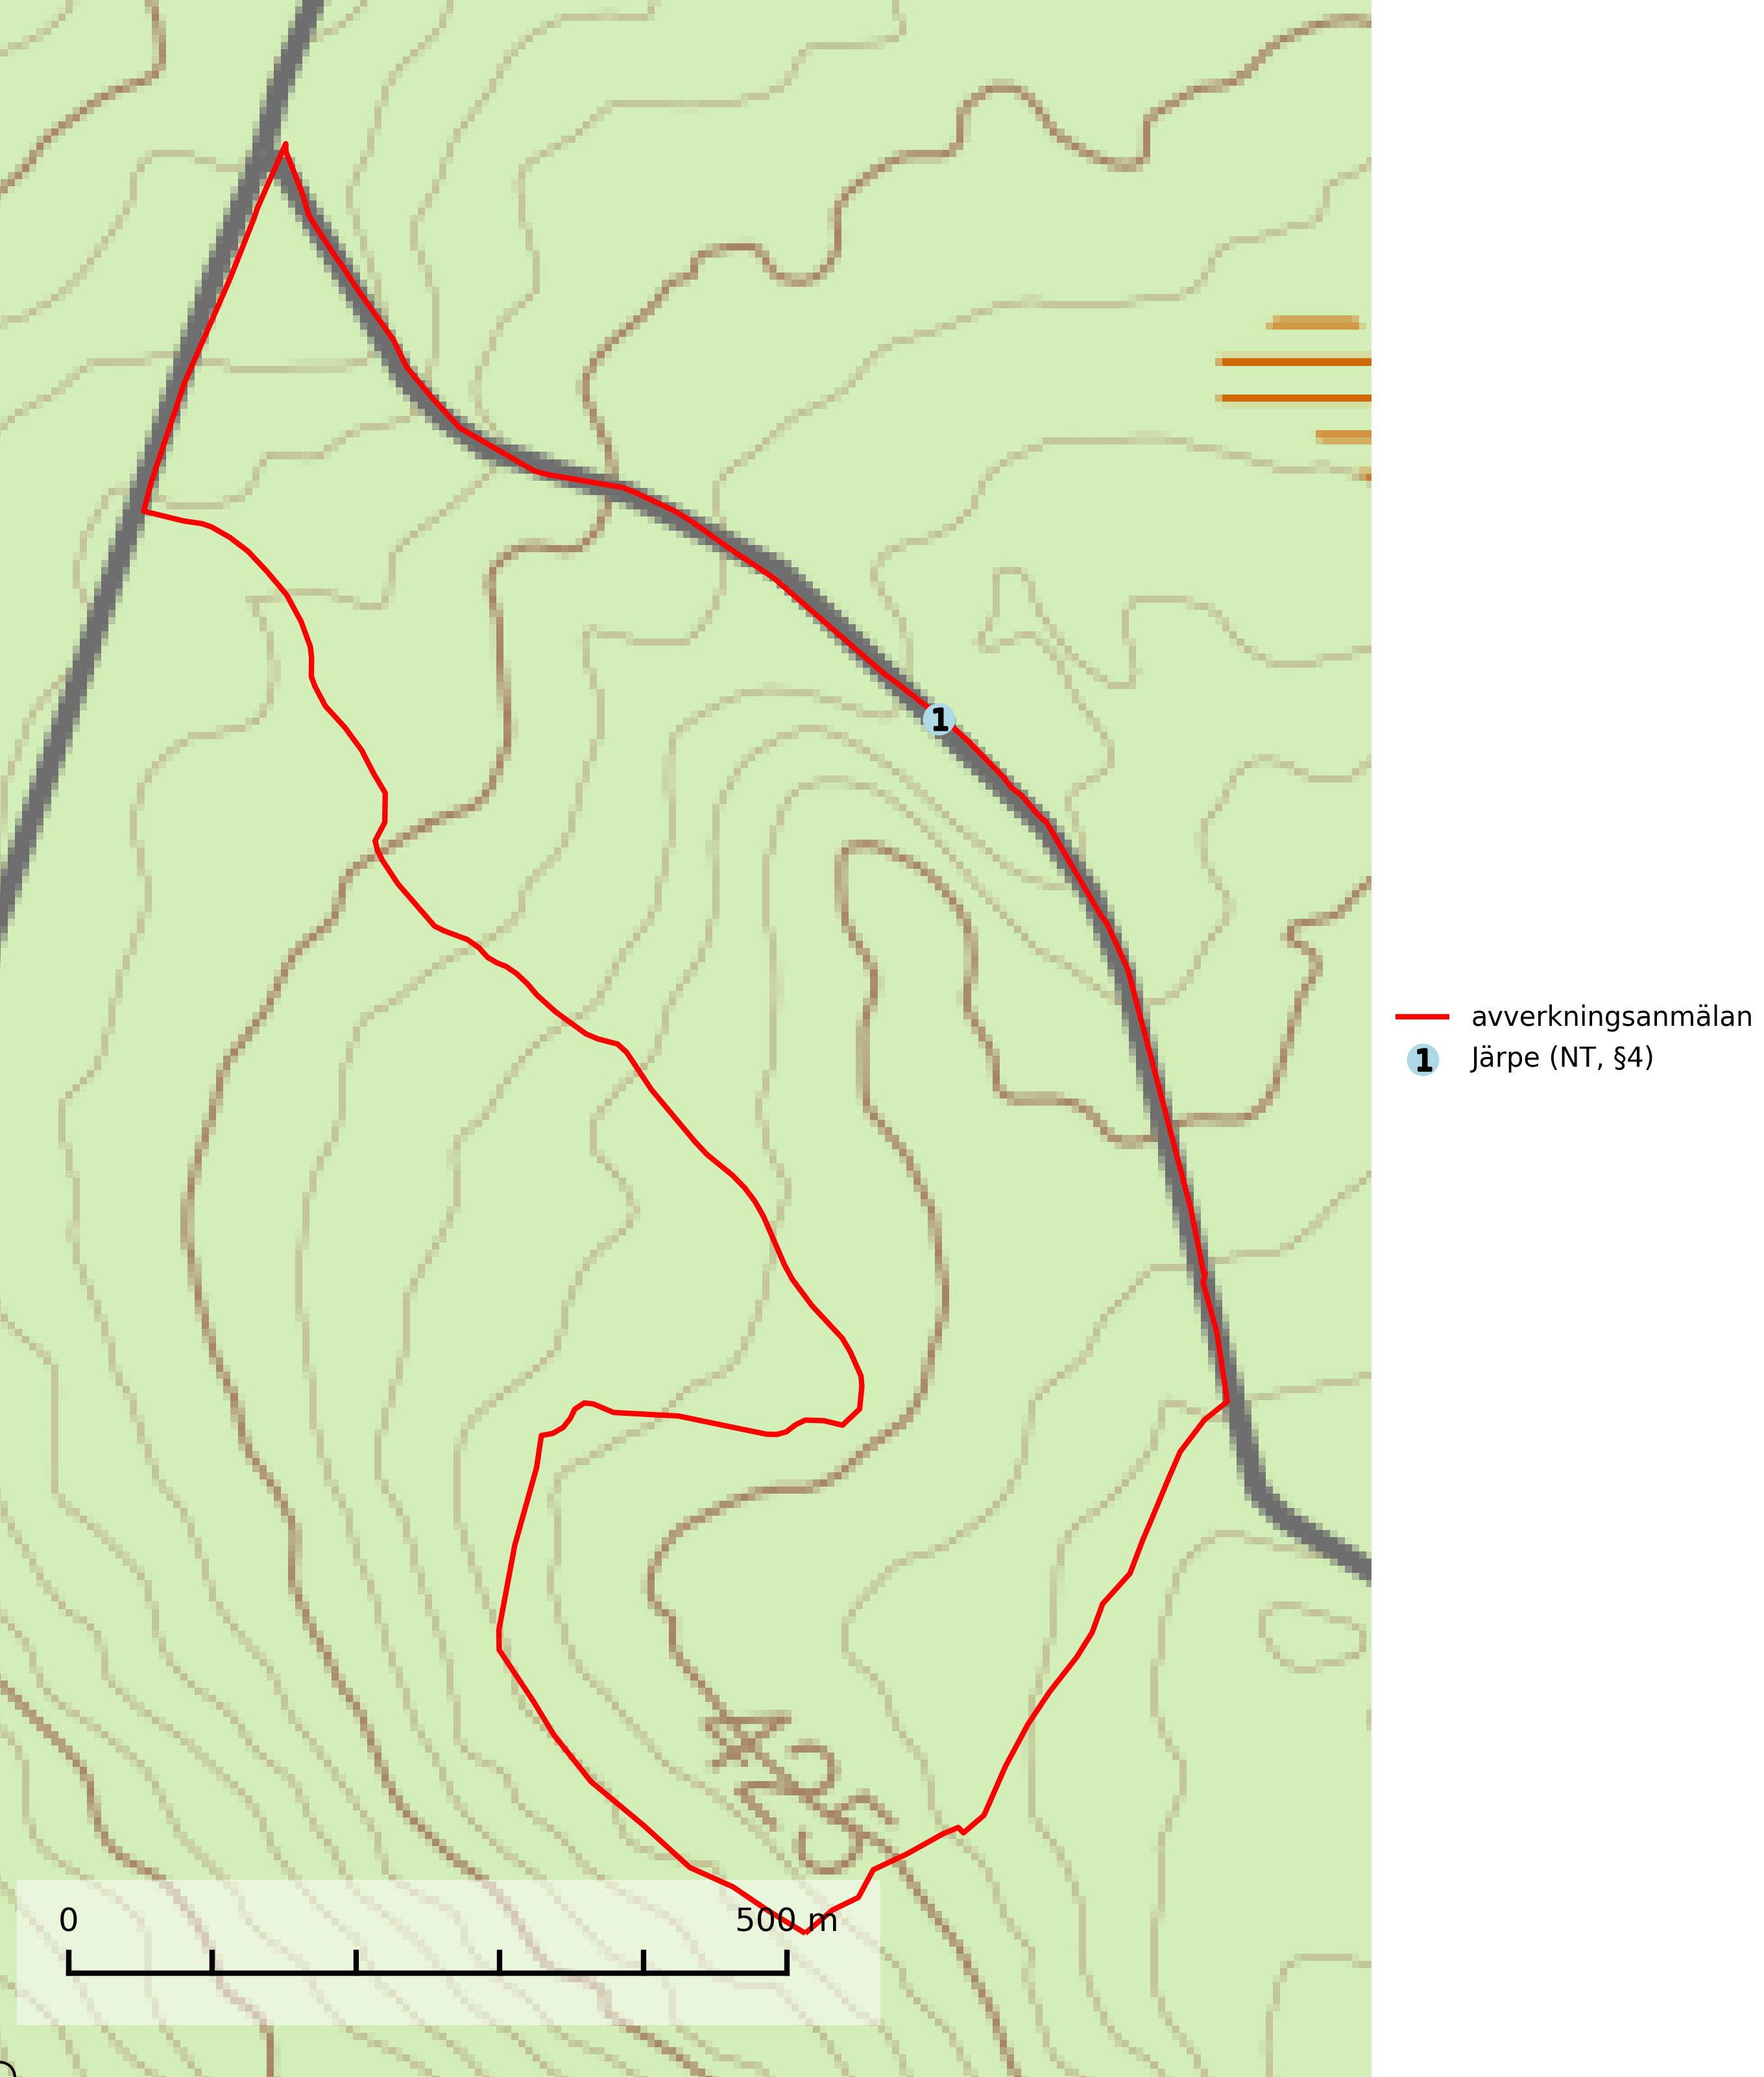 1
avverkningsanmälan
1 Järpe (NT, §4)
425
0 500 m